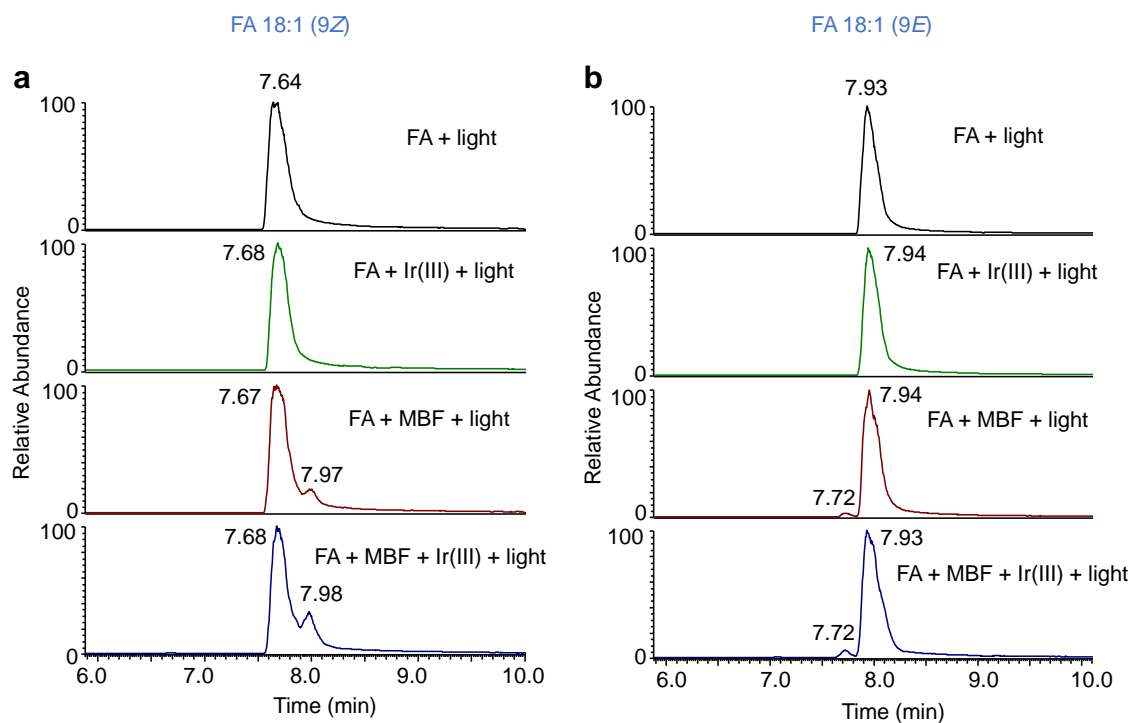 FA 18:1 (9Z)
FA 18:1 (9E)
a
7.64
100
FA + light
0
7.68
100
FA + Ir(III) + light
0
7.67
100
FA + MBF + light
7.97
0
7.68
100
FA + MBF + Ir(III) + light
7.98
0
Relative Abundance
6.0
7.0
8.0
9.0
10.0
Time (min)
b
7.93
100
FA + light
0
7.94
100
FA + Ir(III) + light
0
7.94
100
FA + MBF + light
7.72
0
7.93
100
FA + MBF + Ir(III) + light
7.72
0
Relative Abundance
6.0
7.0
8.0
9.0
10.0
Time (min)